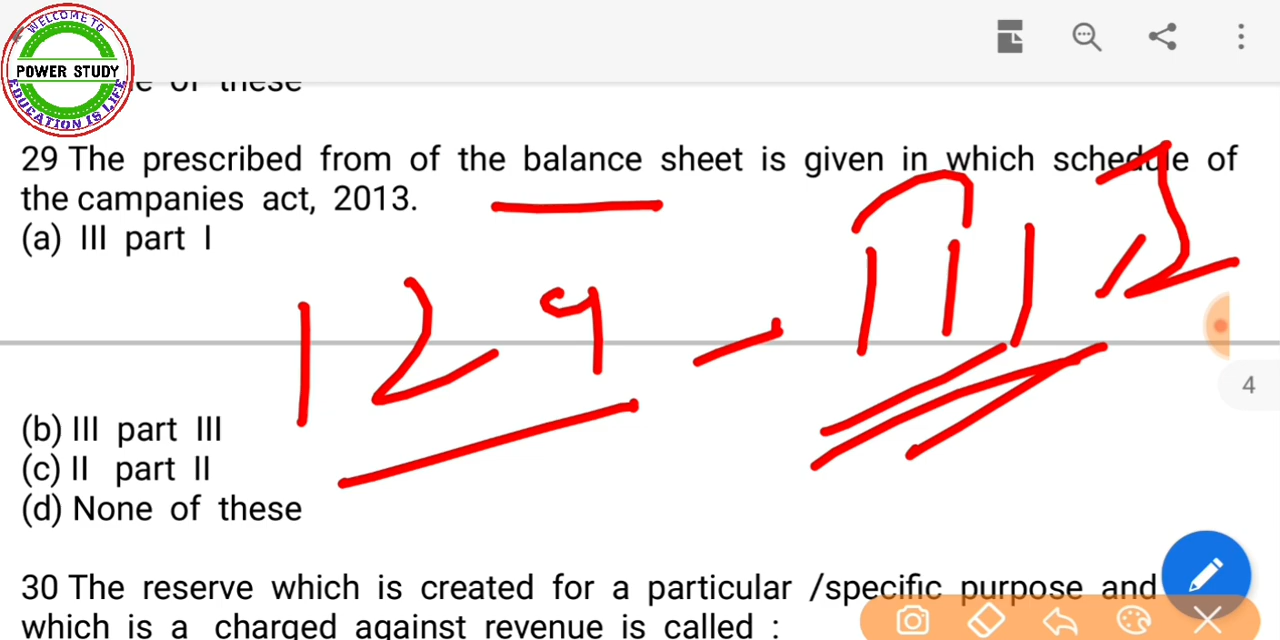 WELCOME TO
POWER STUDY
EDUCATION IS LIFE
e of these
29 The prescribed from of the balance sheet is given in which schedule of
the campanies act, 2013.
(a) III part I
129 -
4
(b) III part III
(c) II part II
(d) None of these
30 The reserve which is created for a particular /specific purpose and
which is a charged against revenue is called :